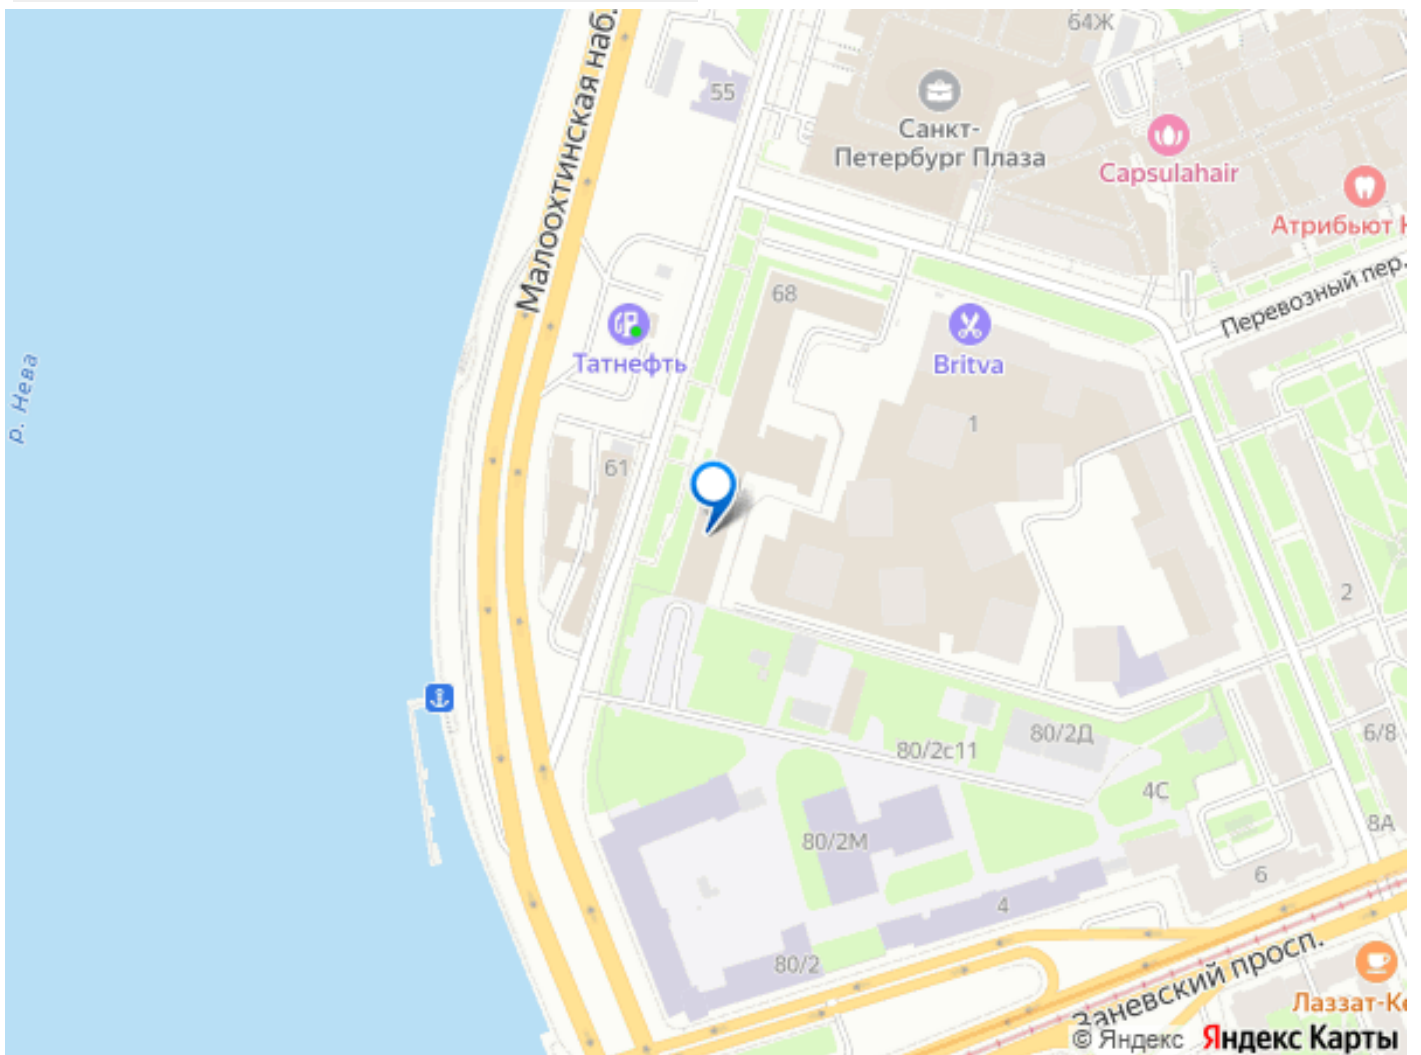 64Ж
Малоохтинская наб.
55
Санкт-
Петербург Плаза
Capsulahair
Атрибьют
Перевозный пер.
68
Татнефть
Britva
р. Нева
1
61
2
80/2с11
80/2Д
6/8
4С
8А
80/2М
6
4
80/2
Заневский просп.
Лаззат-Ке
© Яндекс Яндекс Карты